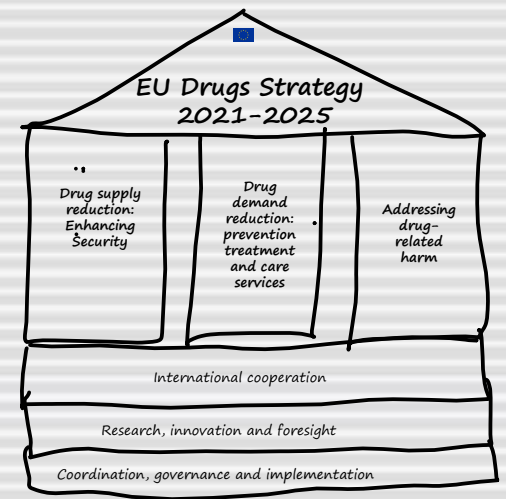 EU Drugs Strategy
2021-2025
Drug supply
reduction:
Enhancing
Security
Drug
demand
reduction:
prevention
treatment
and care
services
Addressing
drug-
related
harm
International cooperation
Research, innovation and foresight
Coordination, governance and implementation